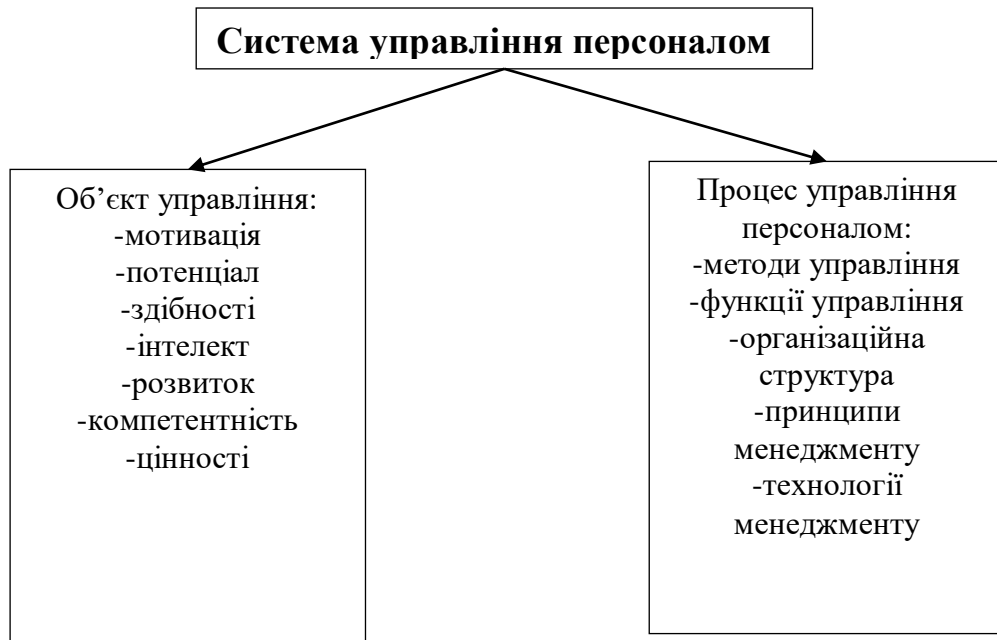 Система управління персоналом
Об’єкт управління:
-мотивація
-потенціал
-здібності
-інтелект
-розвиток
-компетентність
-цінності
Процес управління
персоналом:
-методи управління
-функції управління
-організаційна
структура
-принципи
менеджменту
-технології
менеджменту